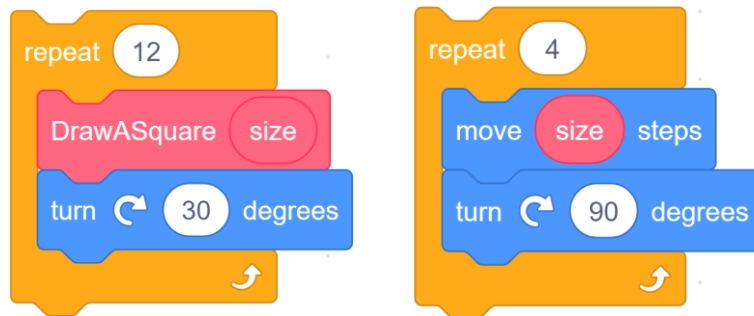 repeat 12
DrawASquare size
turn 30 degrees
repeat 4
move size steps
turn 90 degrees